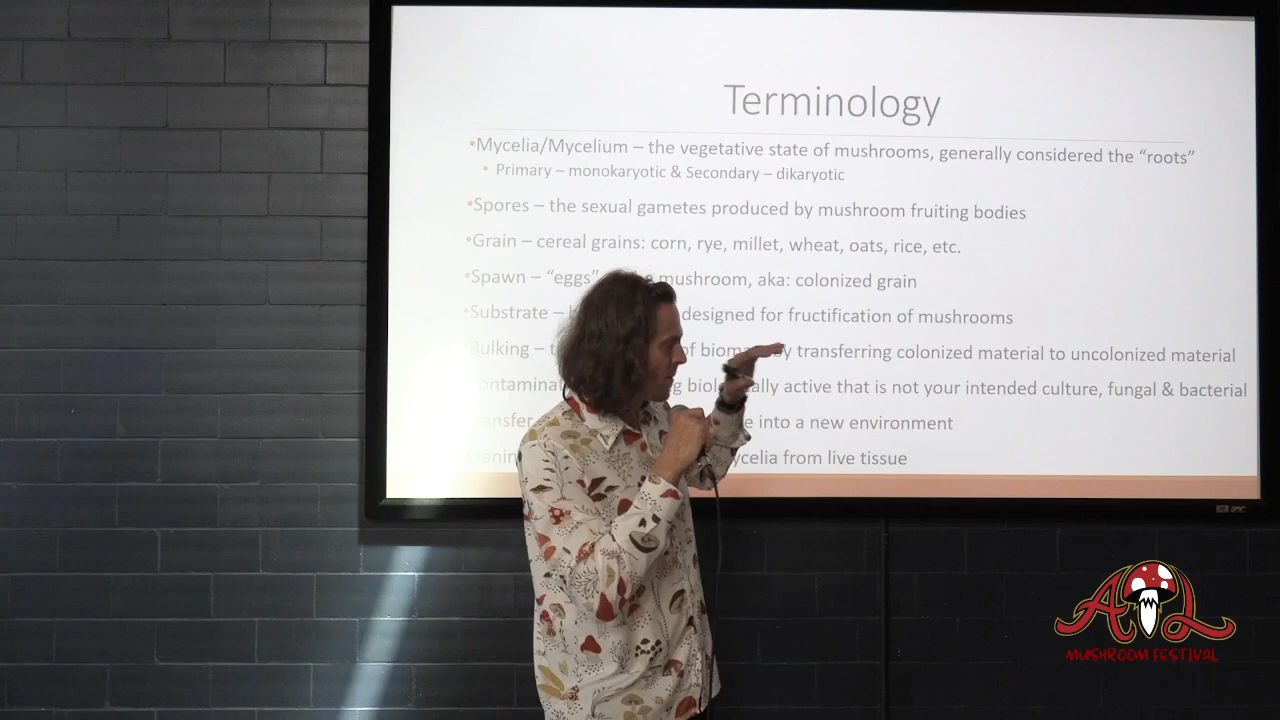 Terminology
•Mycelia/Mycelium – the vegetative state of mushrooms, generally considered the “roots”
• Primary – monokaryotic & Secondary – dikaryotic
•Spores – the sexual gametes produced by mushroom fruiting bodies
•Grain – cereal grains: corn, rye, millet, wheat, oats, rice, etc.
•Spawn – “eggs” mushroom, aka: colonized grain
•Substrate – designed for fructification of mushrooms
Bulking – of by transferring colonized material to uncolonized material
active that is not your intended culture, fungal & bacterial
into a new environment
from live tissue
ATL
MUSHROOM FESTIVAL